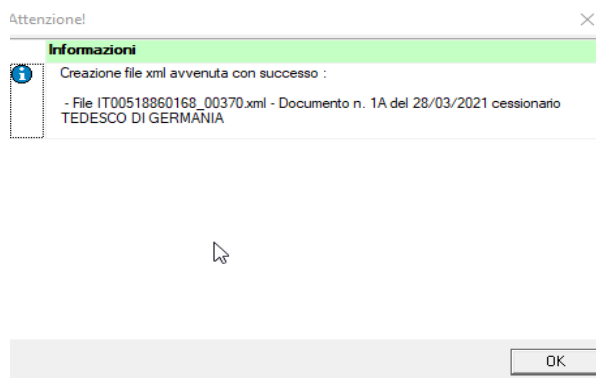 Attenzione!
Informazioni
Creazione file xml avvenuta con successo :
- File IT00518860168_00370.xml - Documento n. 1A del 28/03/2021 cessionario
TEDESCO DI GERMANIA
OK